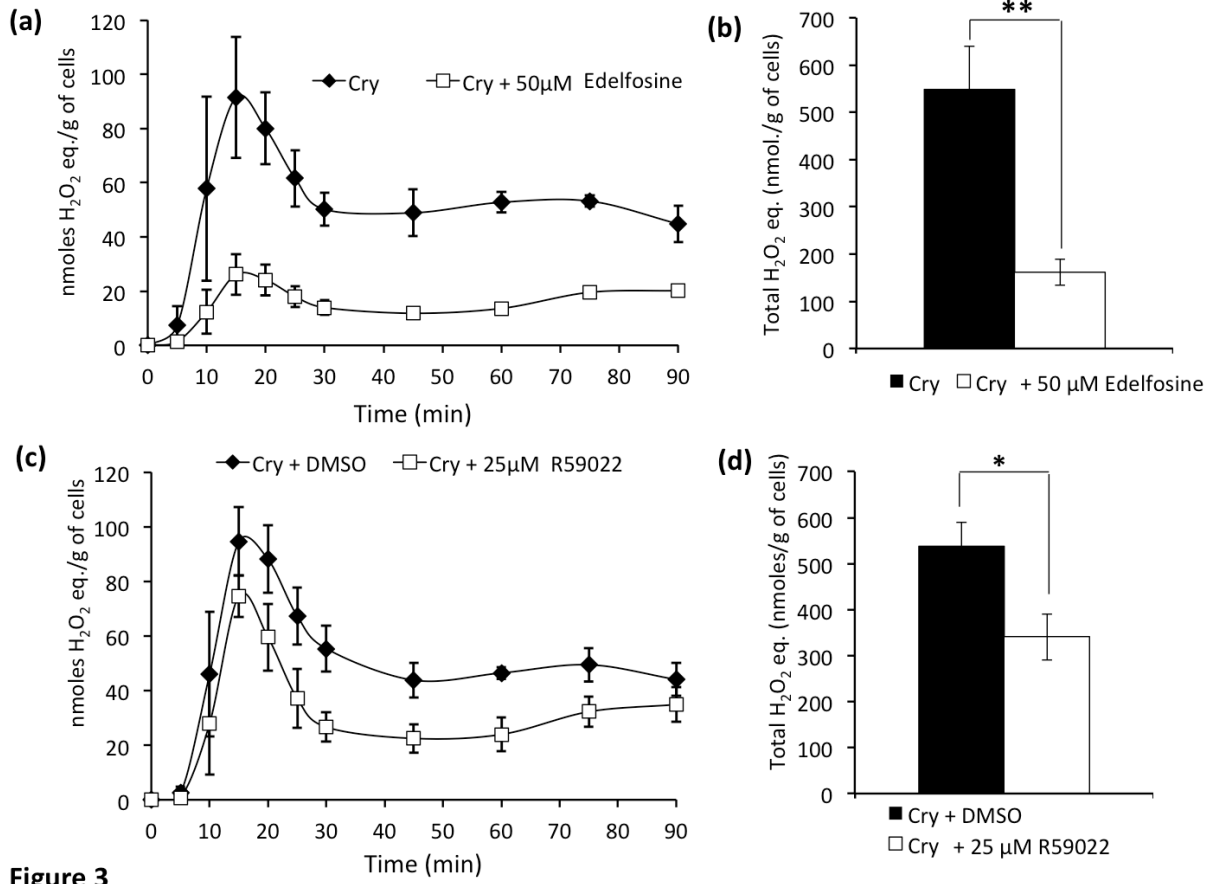 (a)
nmoles H₂O₂ eq./g of cells
120
100
80
60
40
20
0
Cry
Cry + 50µM Edelfosine
0 10 20 30 40 50 60 70 80 90
Time (min)
(b)
Total H₂O₂ eq. (nmol./g of cells)
700
600
500
400
300
200
100
0
**
Cry
Cry + 50 µM Edelfosine
(c)
nmoles H₂O₂ eq./g of cells
120
100
80
60
40
20
0
Cry + DMSO
Cry + 25µM R59022
0 10 20 30 40 50 60 70 80 90
Time (min)
(d)
Total H₂O₂ eq. (nmoles/g of cells)
700
600
500
400
300
200
100
0
*
Cry + DMSO
Cry + 25 µM R59022
Figure 3